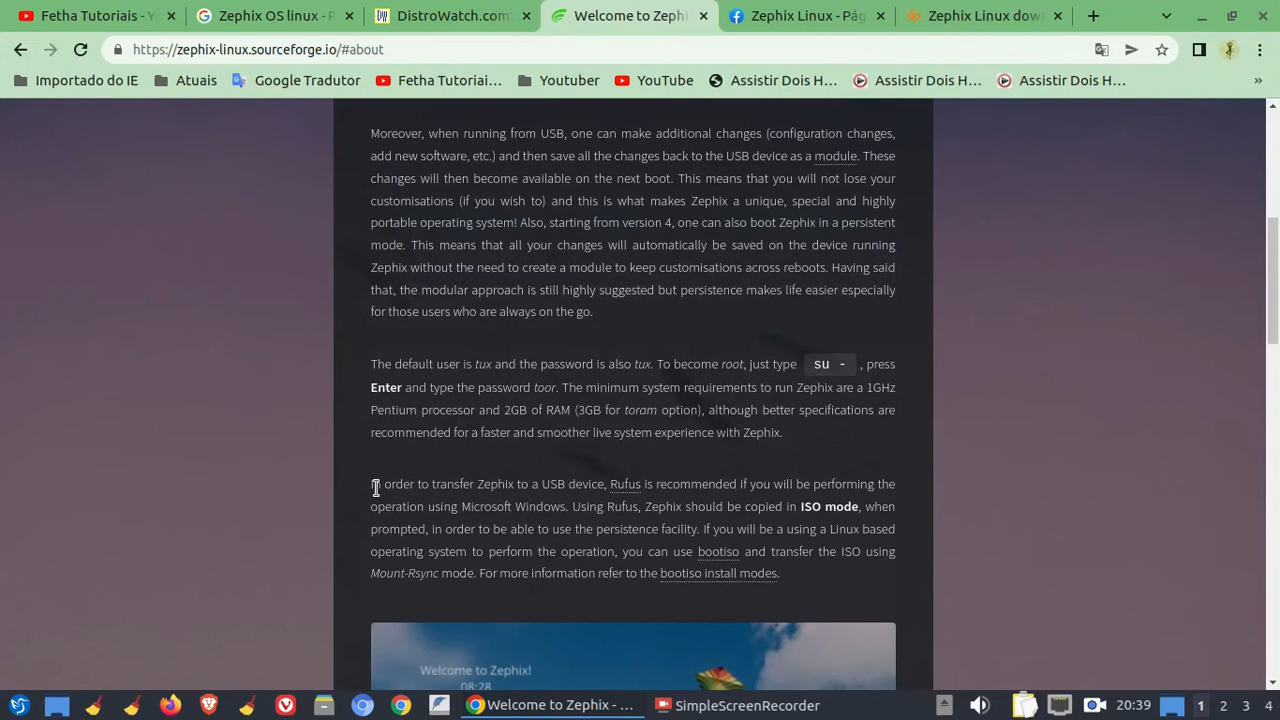 Fetha Tutoriais - Yo
Zephix OS linux - P
DistroWatch.com:
Welcome to Zephi
Zephix Linux - Pág
Zephix Linux dow
https://zephix-linux.sourceforge.io/#about
Importado do IE
Atuais
Google Tradutor
Fetha Tutoriai...
Youtuber
YouTube
Assistir Dois H...
Assistir Dois H...
Assistir Dois H...
»
Moreover, when running from USB, one can make additional changes (configuration changes,
add new software, etc.) and then save all the changes back to the USB device as a module. These
changes will then become available on the next boot. This means that you will not lose your
customisations (if you wish to) and this is what makes Zephix a unique, special and highly
portable operating system! Also, starting from version 4, one can also boot Zephix in a persistent
mode. This means that all your changes will automatically be saved on the device running
Zephix without the need to create a module to keep customisations across reboots. Having said
that, the modular approach is still highly suggested but persistence makes life easier especially
for those users who are always on the go.
The default user is tux and the password is also tux. To become root, just type su - , press
Enter and type the password toor. The minimum system requirements to run Zephix are a 1GHz
Pentium processor and 2GB of RAM (3GB for toram option), although better specifications are
recommended for a faster and smoother live system experience with Zephix.
In order to transfer Zephix to a USB device, Rufus is recommended if you will be performing the
operation using Microsoft Windows. Using Rufus, Zephix should be copied in ISO mode, when
prompted, in order to be able to use the persistence facility. If you will be a using a Linux based
operating system to perform the operation, you can use bootiso and transfer the ISO using
Mount-Rsync mode. For more information refer to the bootiso install modes.
Welcome to Zephix!
08:28
Welcome to Zephix - ...
SimpleScreenRecorder
20:39
1
2
3
4